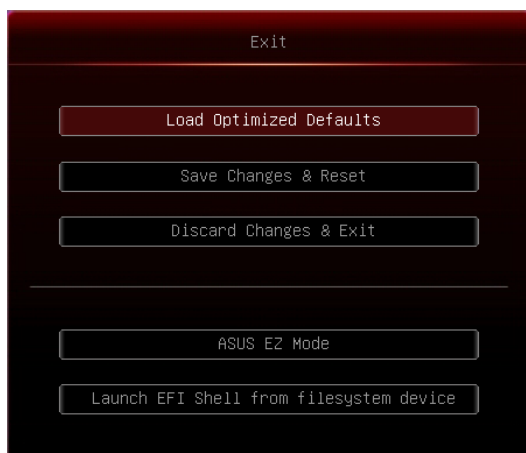 Exit
Load Optimized Defaults
Save Changes & Reset
Discard Changes & Exit
ASUS EZ Mode
Launch EFI Shell from filesystem device